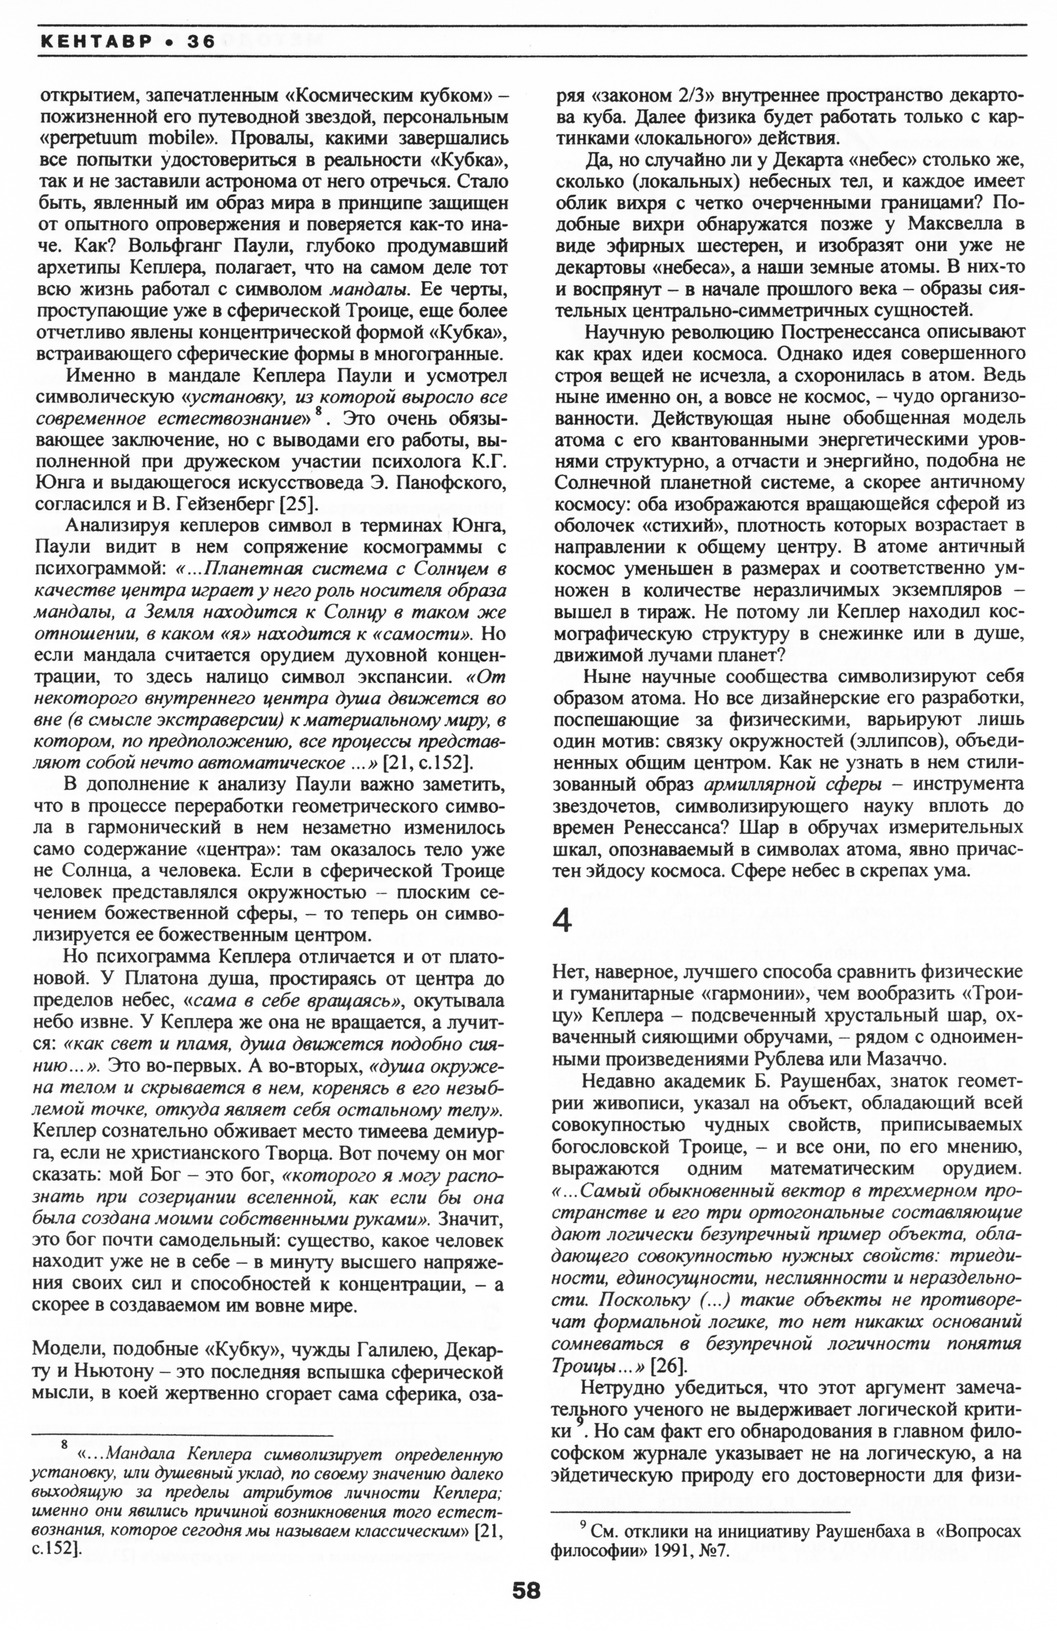 КЕНТАВР • 36
открытием, запечатленным «Космическим кубком» –
пожизненной его путеводной звездой, персональным
«perpetuum mobile». Провалы, какими завершались
все попытки удостовериться в реальности «Кубка»,
так и не заставили астронома от него отречься. Стало
быть, явленный им образ мира в принципе защищен
от опытного опровержения и поверяется как-то ина-
че. Как? Вольфганг Паули, глубоко продумавший
архетипы Кеплера, полагает, что на самом деле тот
всю жизнь работал с символом мандалы. Ее черты,
проступающие уже в сферической Троице, еще более
отчетливо явлены концентрической формой «Кубка»,
встраивающего сферические формы в многогранные.
Именно в мандале Кеплера Паули и усмотрел
символическую «установку, из которой выросло все
современное естествознание» 8 . Это очень обязы-
вающее заключение, но с выводами его работы, вы-
полненной при дружеском участии психолога К.Г.
Юнга и выдающегося искусствоведа Э. Панофского,
согласился и В. Гейзенберг [25].
Анализируя кеплеров символ в терминах Юнга,
Паули видит в нем сопряжение космограммы с
психограммой: «...Планетная система с Солнцем в
качестве центра играет у него роль носителя образа
мандалы, а Земля находится к Солнцу в таком же
отношении, в каком «я» находится к «самости». Но
если мандала считается орудием духовной концен-
трации, то здесь налицо символ экспансии. «От
некоторого внутреннего центра душа движется во
вне (в смысле экстраверсии) к материальному миру, в
котором, по предположению, все процессы представ-
ляют собой нечто автоматическое ...» [21, с.152].
В дополнение к анализу Паули важно заметить,
что в процессе переработки геометрического симво-
ла в гармонический в нем незаметно изменилось
само содержание «центра»: там оказалось тело уже
не Солнца, а человека. Если в сферической Троице
человек представлялся окружностью – плоским се-
чением божественной сферы, – то теперь он симво-
лизируется ее божественным центром.
Но психограмма Кеплера отличается и от плато-
новой. У Платона душа, простираясь от центра до
пределов небес, «сама в себе вращаясь», окутывала
небо извне. У Кеплера же она не вращается, а лучит-
ся: «как свет и пламя, душа движется подобно сия-
нию...». Это во-первых. А во-вторых, «душа окруже-
на телом и скрывается в нем, коренясь в его незыб-
лемой точке, откуда являет себя остальному телу».
Кеплер сознательно обживает место тимеева демиур-
га, если не христианского Творца. Вот почему он мог
сказать: мой Бог – это бог, «которого я могу распо-
знать при созерцании вселенной, как если бы она
была создана моими собственными руками». Значит,
это бог почти самодельный: существо, какое человек
находит уже не в себе – в минуту высшего напряже-
ния своих сил и способностей к концентрации, – а
скорее в создаваемом им вовне мире.
Модели, подобные «Кубку», чужды Галилею, Декар-
ту и Ньютону – это последняя вспышка сферической
мысли, в коей жертвенно сгорает сама сферика, оза-
8 «...Мандала Кеплера символизирует определенную
установку, или душевный уклад, по своему значению далеко
выходящую за пределы атрибутов личности Кеплера;
именно они явились причиной возникновения того естест-
вознания, которое сегодня мы называем классическим» [21,
с.152].
ряя «законом 2/3» внутреннее пространство декарто-
ва куба. Далее физика будет работать только с кар-
тинками «локального» действия.
Да, но случайно ли у Декарта «небес» столько же,
сколько (локальных) небесных тел, и каждое имеет
облик вихря с четко очерченными границами? По-
добные вихри обнаружатся позже у Максвелла в
виде эфирных шестерен, и изобразят они уже не
декартовы «небеса», а наши земные атомы. В них-то
и воспрянут – в начале прошлого века – образы сия-
тельных центрально-симметричных сущностей.
Научную революцию Постренессанса описывают
как крах идеи космоса. Однако идея совершенного
строя вещей не исчезла, а схоронилась в атом. Ведь
ныне именно он, а вовсе не космос, – чудо организо-
ванности. Действующая ныне обобщенная модель
атома с его квантованными энергетическими уров-
нями структурно, а отчасти и энергийно, подобна не
Солнечной планетной системе, а скорее античному
космосу: оба изображаются вращающейся сферой из
оболочек «стихий», плотность которых возрастает в
направлении к общему центру. В атоме античный
космос уменьшен в размерах и соответственно ум-
ножен в количестве неразличимых экземпляров –
вышел в тираж. Не потому ли Кеплер находил кос-
мографическую структуру в снежинке или в душе,
движимой лучами планет?
Ныне научные сообщества символизируют себя
образом атома. Но все дизайнерские его разработки,
поспешающие за физическими, варьируют лишь
один мотив: связку окружностей (эллипсов), объеди-
ненных общим центром. Как не узнать в нем стили-
зованный образ армиллярной сферы – инструмента
звездочетов, символизирующего науку вплоть до
времен Ренессанса? Шар в обручах измерительных
шкал, опознаваемый в символах атома, явно причас-
тен эйдосу космоса. Сфере небес в скрепах ума.
4
Нет, наверное, лучшего способа сравнить физические
и гуманитарные «гармонии», чем вообразить «Трои-
цу» Кеплера – подсвеченный хрустальный шар, ох-
ваченный сияющими обручами, – рядом с одноимен-
ными произведениями Рублева или Мазаччо.
Недавно академик Б. Раушенбах, знаток геомет-
рии живописи, указал на объект, обладающий всей
совокупностью чудных свойств, приписываемых
богословской Троице, – и все они, по его мнению,
выражаются одним математическим орудием.
«...Самый обыкновенный вектор в трехмерном про-
странстве и его три ортогональные составляющие
дают логически безупречный пример объекта, обла-
дающего совокупностью нужных свойств: триеди-
ности, единосущности, неслиянности и нераздельно-
сти. Поскольку (...) такие объекты не противоре-
чат формальной логике, то нет никаких оснований
сомневаться в безупречной логичности понятия
Троицы...» [26].
Нетрудно убедиться, что этот аргумент замеча-
тельного ученого не выдерживает логической крити-
ки 9. Но сам факт его обнародования в главном фило-
софском журнале указывает не на логическую, а на
эйдетическую природу его достоверности для физи-
9 См. отклики на инициативу Раушенбаха в «Вопросах
философии» 1991, №7.
58